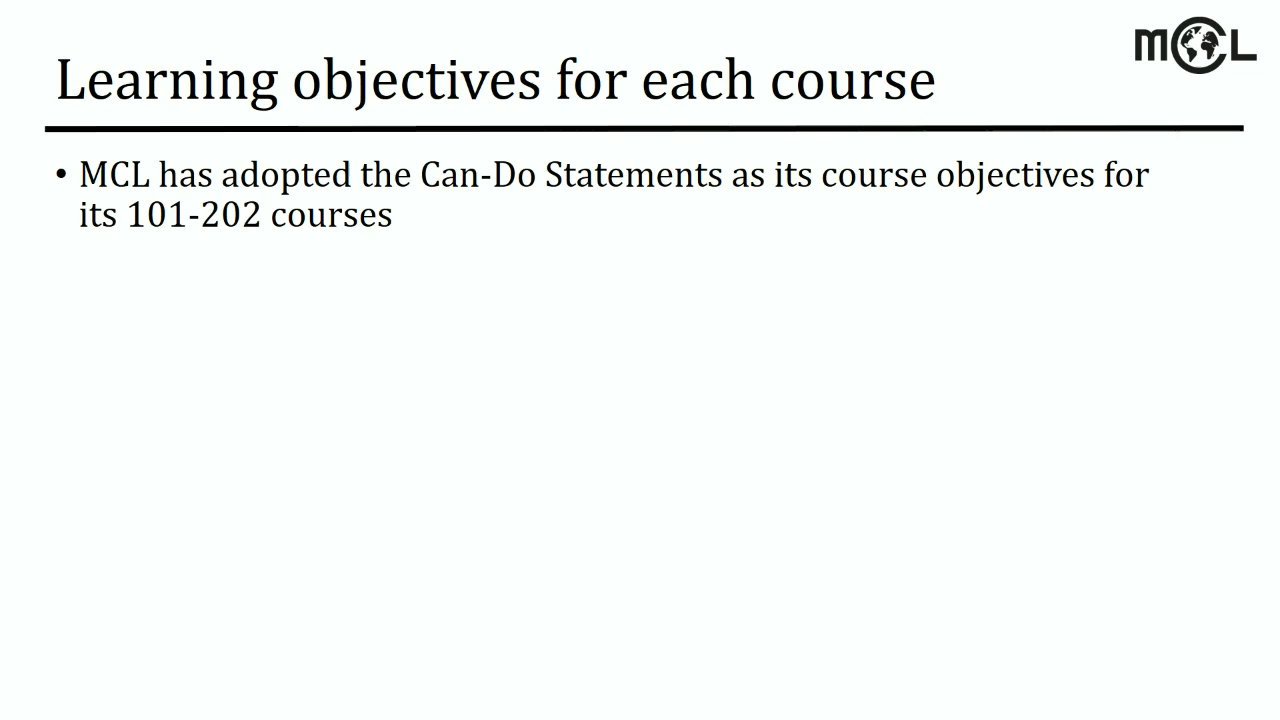 MCL
Learning objectives for each course
• MCL has adopted the Can-Do Statements as its course objectives for
its 101-202 courses